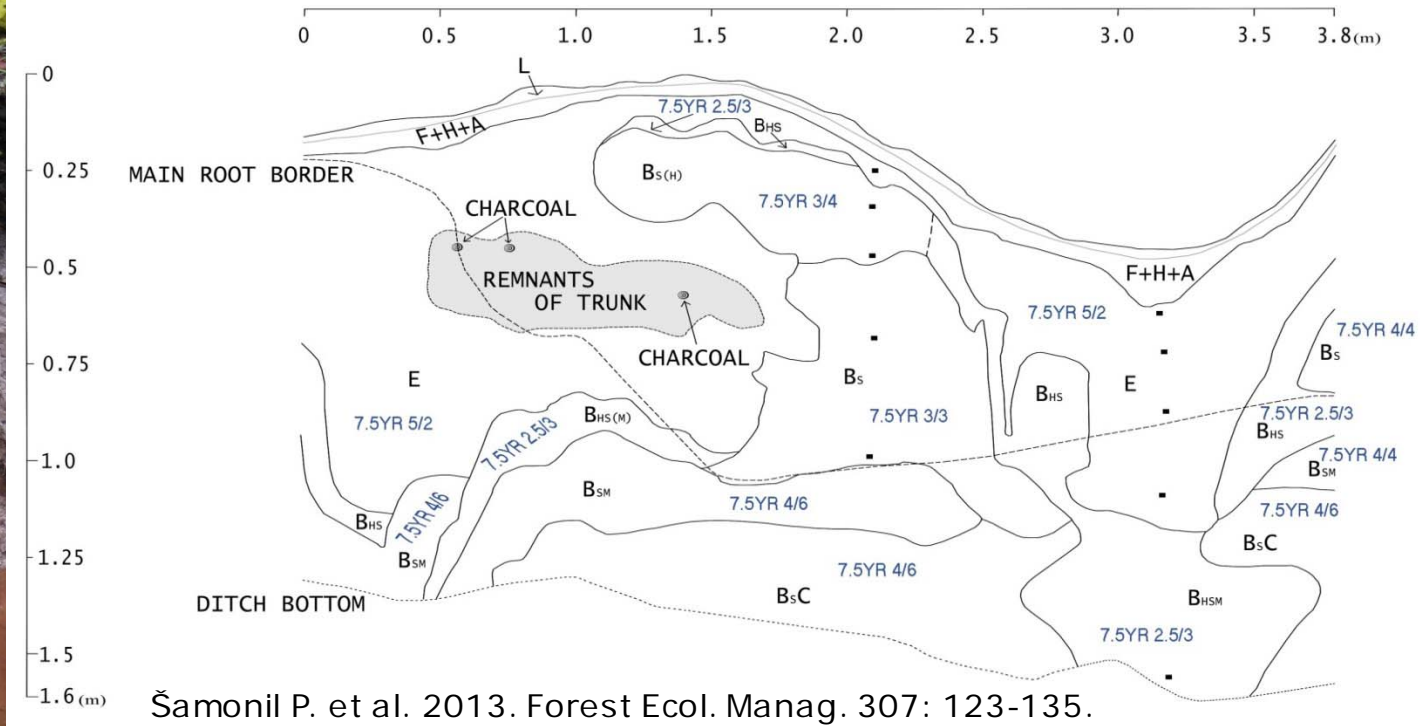 0 0.5 1.0 1.5 2.0 2.5 3.0 3.5 3.8(m)
0
L
7.5YR 2.5/3
F+H+A
BHS
0.25
MAIN ROOT BORDER
BS(H)
7.5YR 3/4
CHARCOAL
0.5
REMNANTS
OF TRUNK
F+H+A
7.5YR 5/2
7.5YR 4/4
BS
CHARCOAL
0.75
E
BS
BHS
E
7.5YR 5/2
BHS(M)
7.5YR 3/3
7.5YR 2.5/3
BHS
7.5YR 2.5/3
7.5YR 4/4
1.0
BSM
BSM
7.5YR 4/6
7.5YR 4/6
BHS
7.5YR 4/6
BSC
1.25
BSM
7.5YR 4/6
DITCH BOTTOM
BSC
BHSM
7.5YR 2.5/3
1.5
1.6 (m)
Šamonil P. et al. 2013. Forest Ecol. Manag. 307: 123-135.